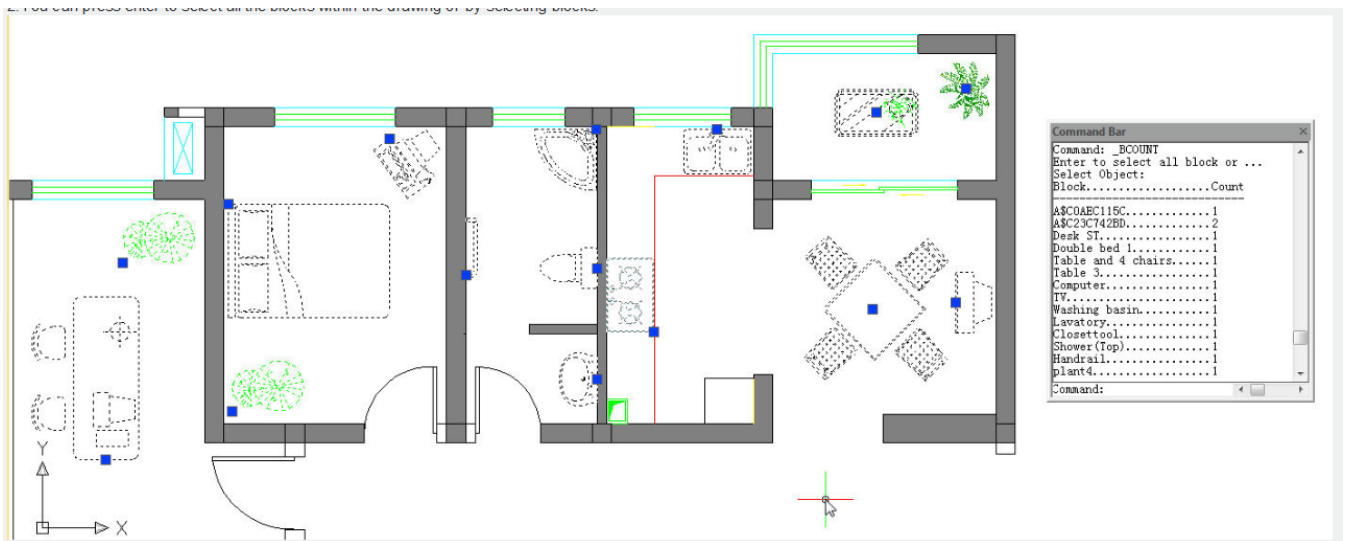 2. You can press enter to select all the blocks within the drawing or by selecting blocks.
Command Bar
Command: _BCOUNT
Enter to select all block or ...
Select Object:
Block.................Count
A$C0AEC115C............1
A$C23C742BD............2
Desk ST................1
Double bed 1...........1
Table and 4 chairs.....1
Table 3................1
Computer...............1
TV.....................1
Washing basin..........1
Lavatory...............1
Closettool.............1
Shower(Top)............1
Handrail...............1
plant4.................1
Command:
Y
X